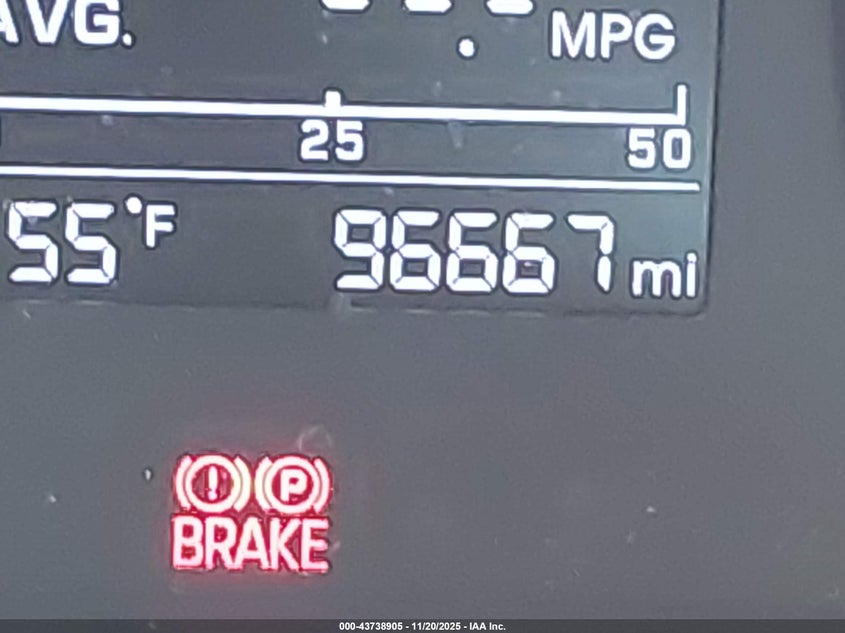 AVG. --.- MPG
25 50
55°F 96667 mi
(!) (P)
BRAKE
000-43738905 - 11/20/2025 - IAA Inc.